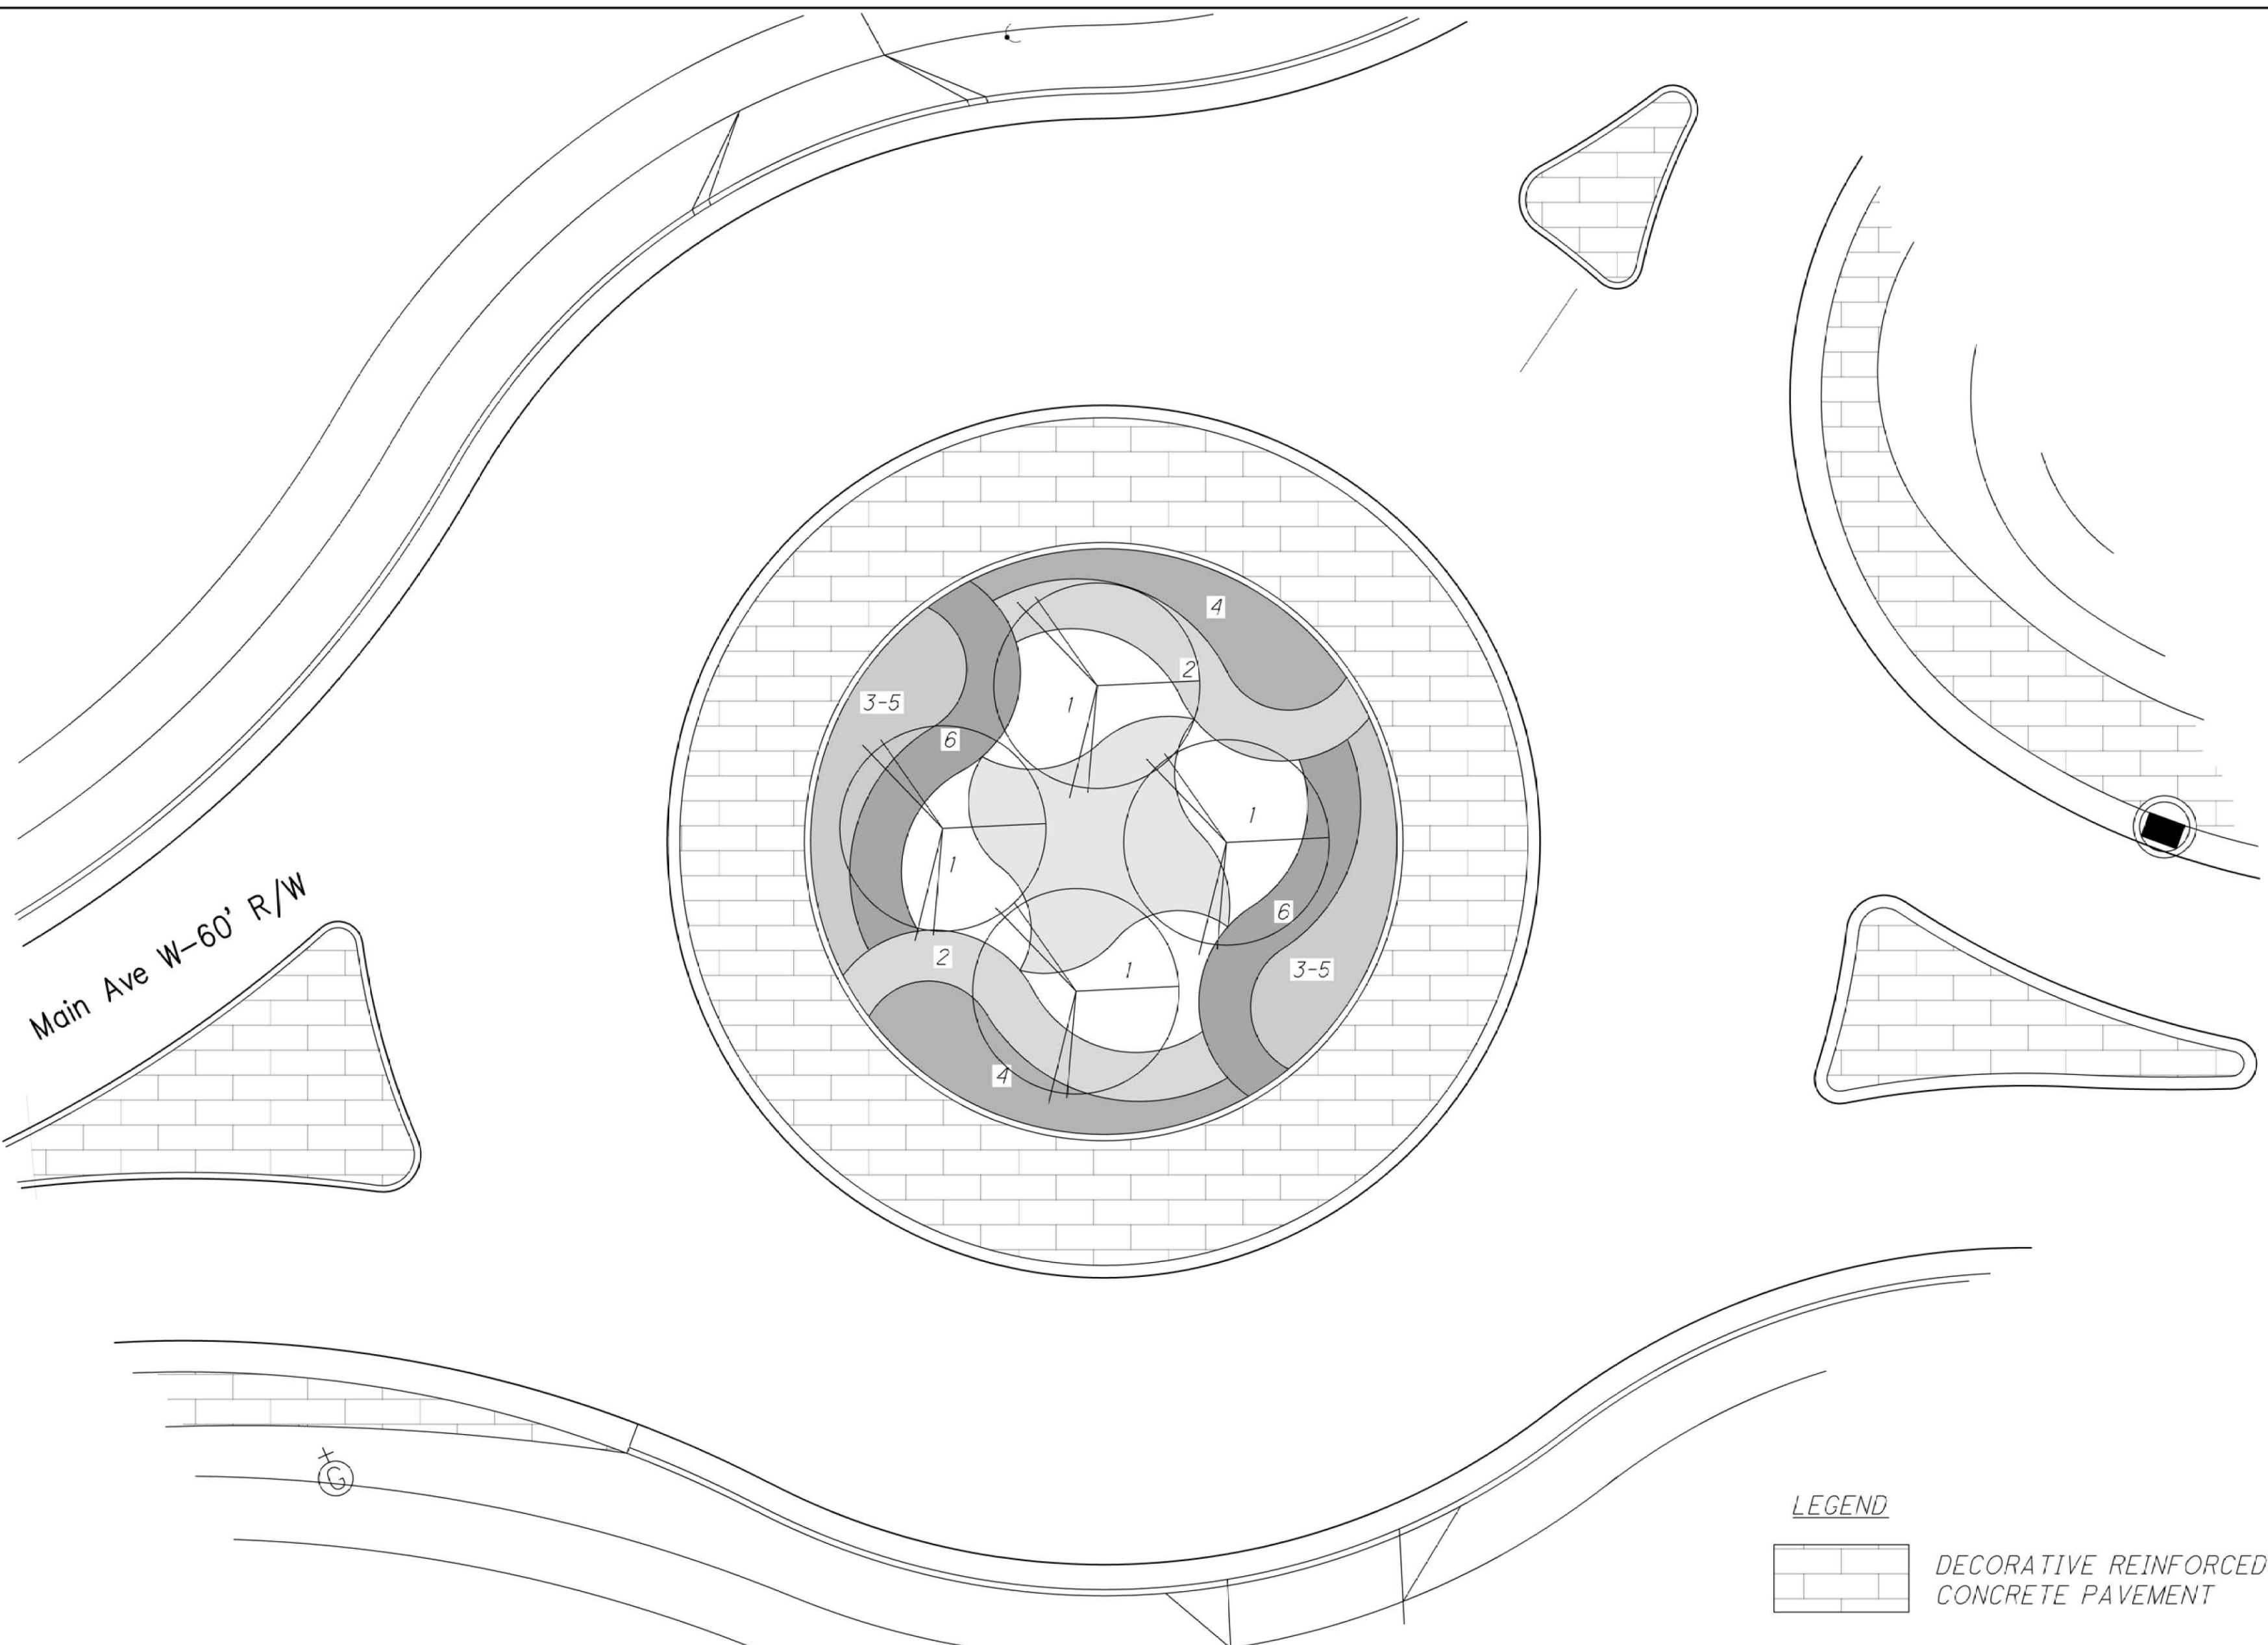 4
2
3-5
1
6
1
1
6
2
1
3-5
4
Main Ave W-60' R/W
G
LEGEND
DECORATIVE REINFORCED
CONCRETE PAVEMENT